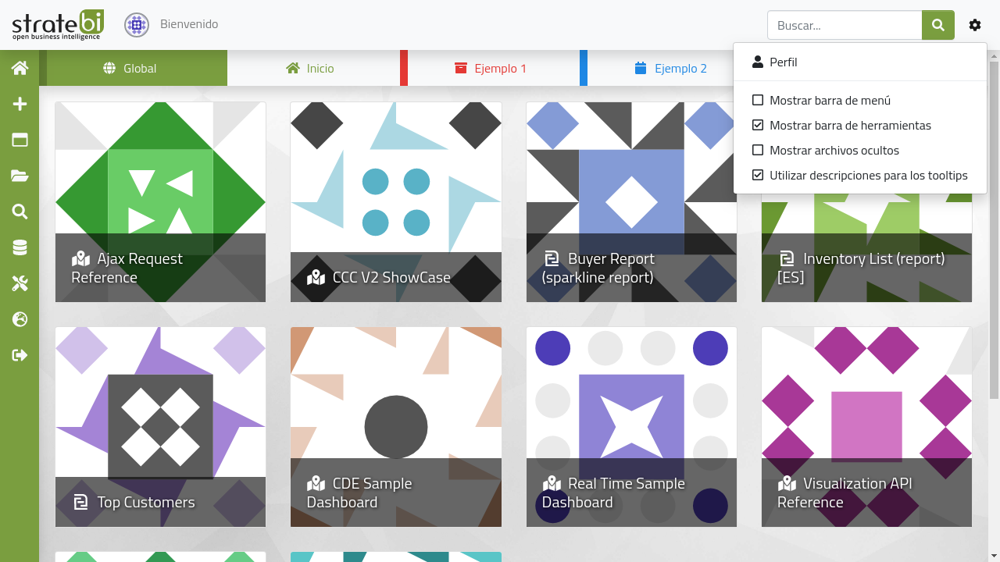 stratebi
open business intelligence
Bienvenido
Buscar...
Perfil
Mostrar barra de menú
Mostrar barra de herramientas
Mostrar archivos ocultos
Utilizar descripciones para los tooltips
Global
Inicio
Ejemplo 1
Ejemplo 2
Ajax Request
Reference
CCC V2 ShowCase
Buyer Report
(sparkline report)
Inventory List (report)
[ES]
Top Customers
CDE Sample
Dashboard
Real Time Sample
Dashboard
Visualization API
Reference